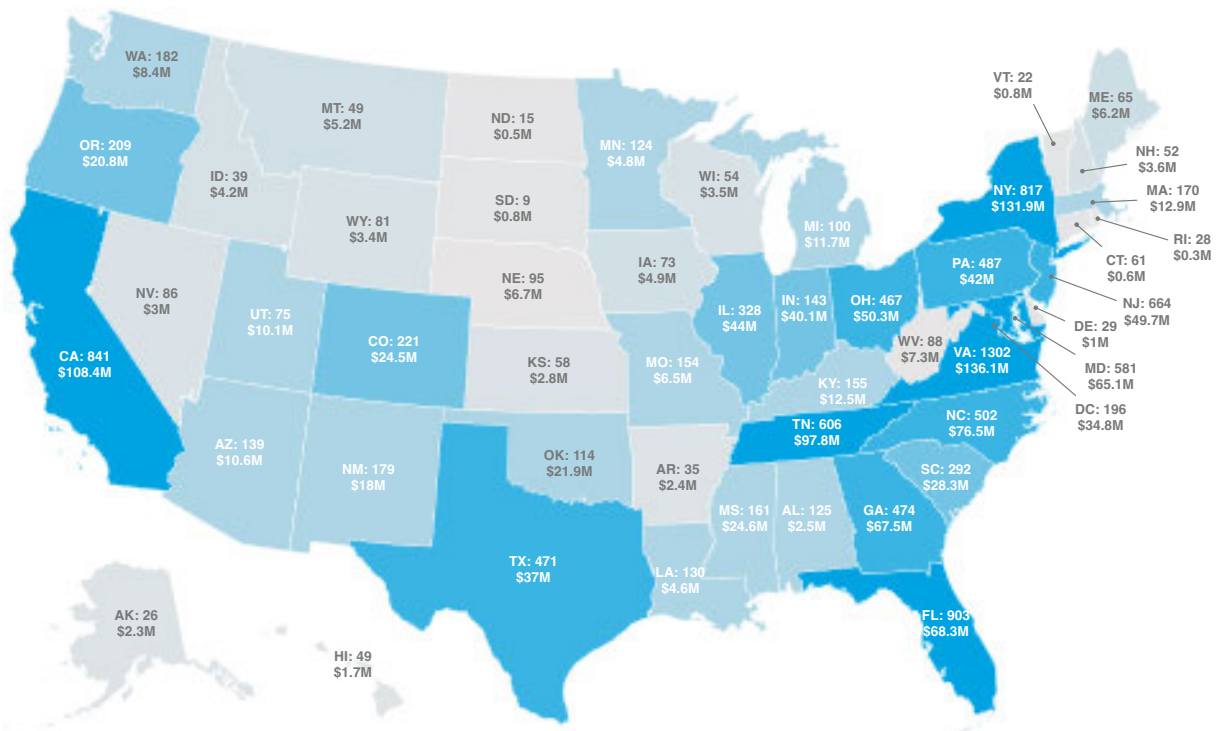 WA: 182
$8.4M
VT: 22
$0.8M
ME: 65
$6.2M
MT: 49
$5.2M
ND: 15
$0.5M
OR: 209
$20.8M
MN: 124
$4.8M
NH: 52
$3.6M
ID: 39
$4.2M
WI: 54
$3.5M
NY: 817
$131.9M
MA: 170
$12.9M
SD: 9
$0.8M
WY: 81
$3.4M
MI: 100
$11.7M
RI: 28
$0.3M
CT: 61
$0.6M
IA: 73
$4.9M
PA: 487
$42M
NE: 95
$6.7M
NV: 86
$3M
IL: 328
$44M
IN: 143
$40.1M
OH: 467
$50.3M
NJ: 664
$49.7M
UT: 75
$10.1M
DE: 29
$1M
CO: 221
$24.5M
WV: 88
$7.3M
VA: 1302
$136.1M
CA: 841
$108.4M
KS: 58
$2.8M
MO: 154
$6.5M
MD: 581
$65.1M
KY: 155
$12.5M
DC: 196
$34.8M
NC: 502
$76.5M
TN: 606
$97.8M
AZ: 139
$10.6M
OK: 114
$21.9M
NM: 179
$18M
AR: 35
$2.4M
SC: 292
$28.3M
MS: 161
$24.6M
AL: 125
$2.5M
GA: 474
$67.5M
TX: 471
$37M
LA: 130
$4.6M
AK: 26
$2.3M
FL: 903
$68.3M
HI: 49
$1.7M